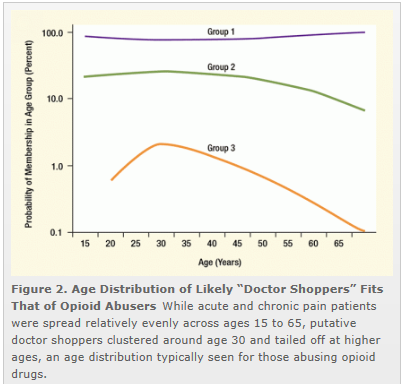 100.0
10.0
1.0
0.1
Probability of Membership in Age Group (Percent)
Group 1
Group 2
Group 3
15 20 25 30 35 40 45 50 55 60 65
Age (Years)
Figure 2. Age Distribution of Likely “Doctor Shoppers” Fits
That of Opioid Abusers While acute and chronic pain patients
were spread relatively evenly across ages 15 to 65, putative
doctor shoppers clustered around age 30 and tailed off at higher
ages, an age distribution typically seen for those abusing opioid
drugs.